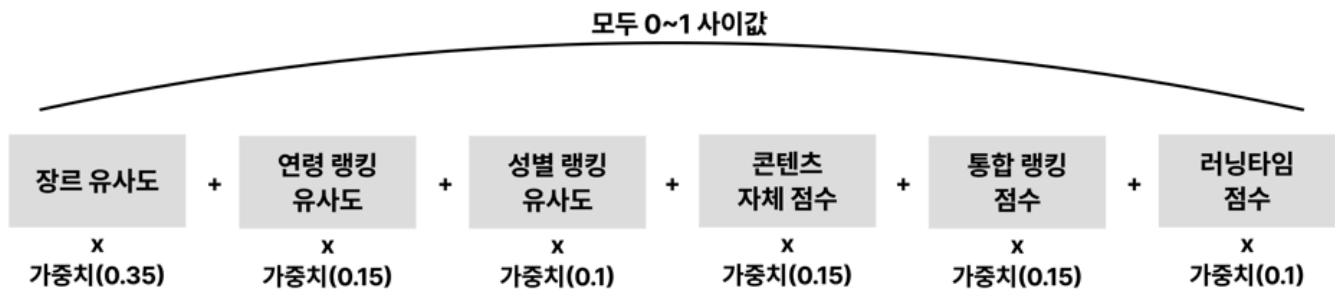 모두 0~1 사이값
장르 유사도
+
연령 랭킹
유사도
+
성별 랭킹
유사도
+
콘텐츠
자체 점수
+
통합 랭킹
점수
+
러닝타임
점수
x
가중치(0.35)
x
가중치(0.15)
x
가중치(0.1)
x
가중치(0.15)
x
가중치(0.15)
x
가중치(0.1)